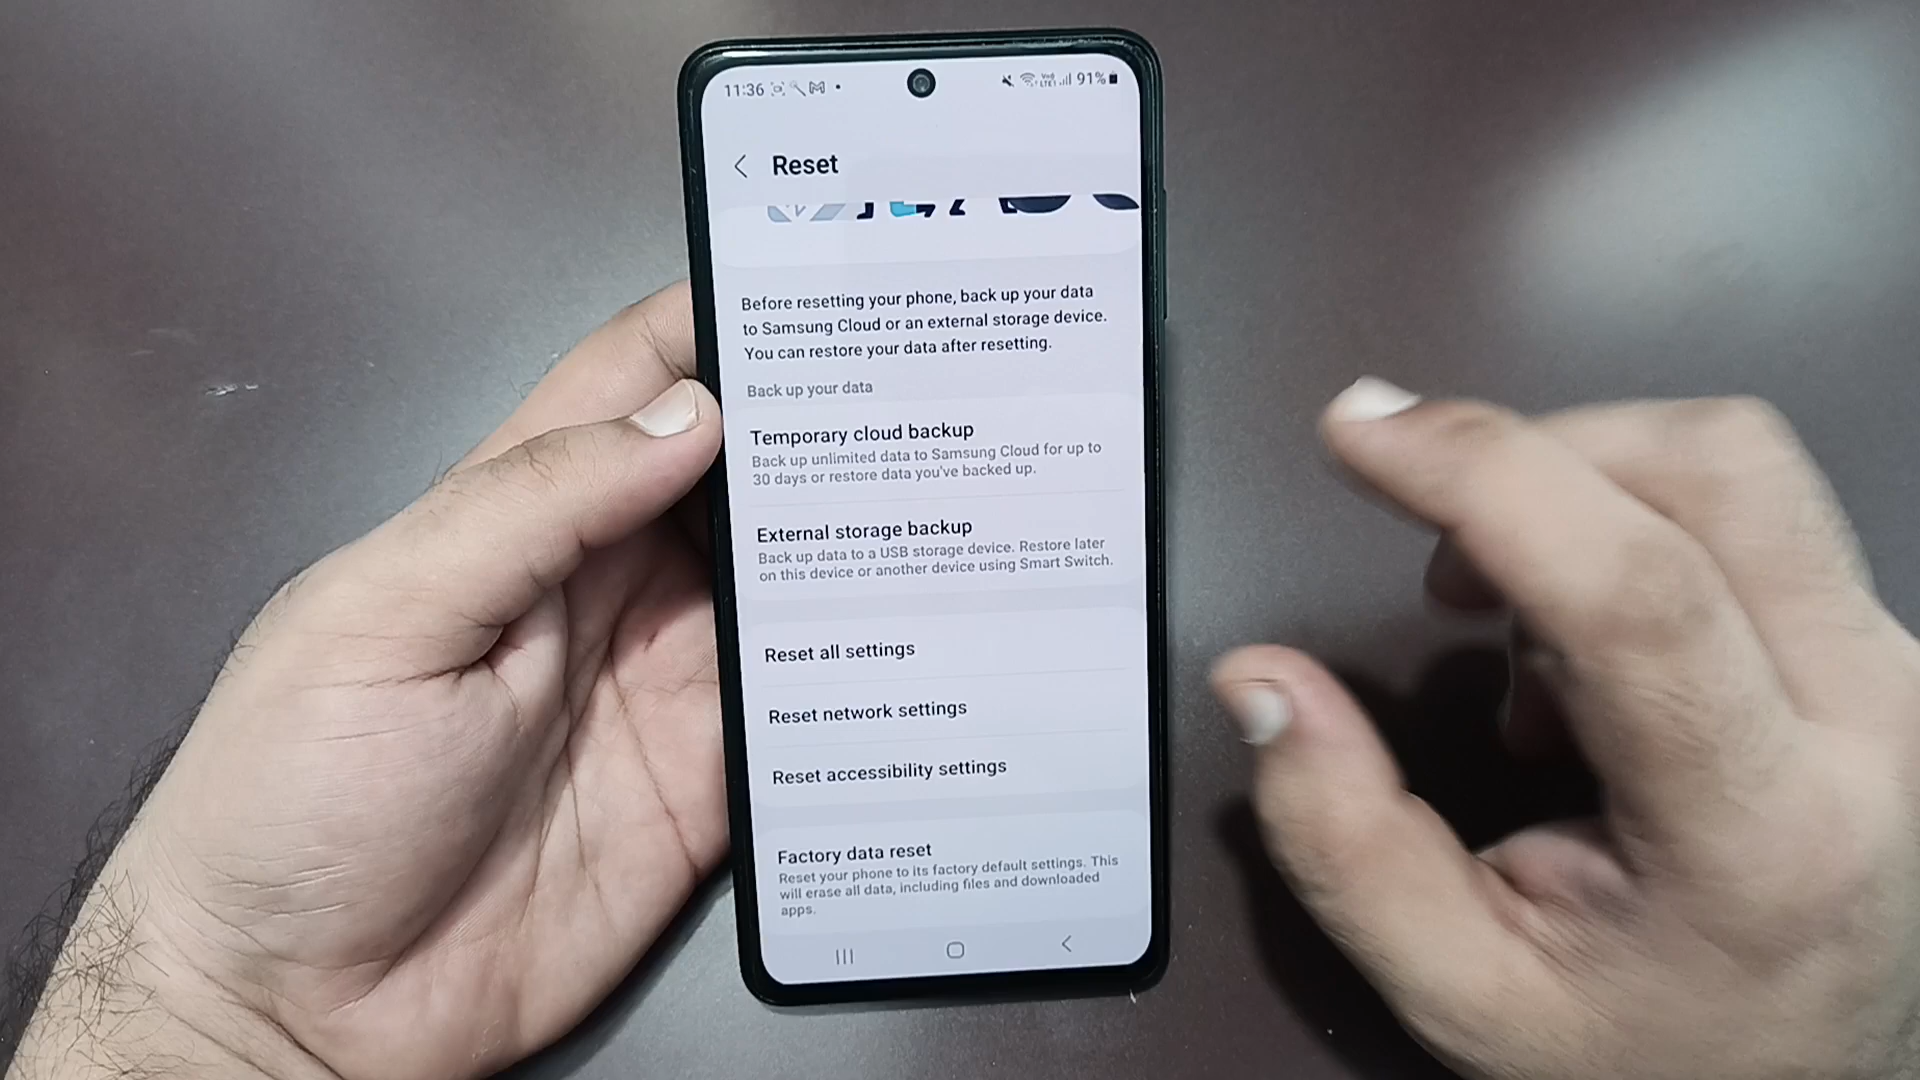 11:36
91%
Reset
Before resetting your phone, back up your data
to Samsung Cloud or an external storage device.
You can restore your data after resetting.
Back up your data
Temporary cloud backup
Back up unlimited data to Samsung Cloud for up to
30 days or restore data you've backed up.
External storage backup
Back up data to a USB storage device. Restore later
on this device or another device using Smart Switch.
Reset all settings
Reset network settings
Reset accessibility settings
Factory data reset
Reset your phone to its factory default settings. This
will erase all data, including files and downloaded
apps.